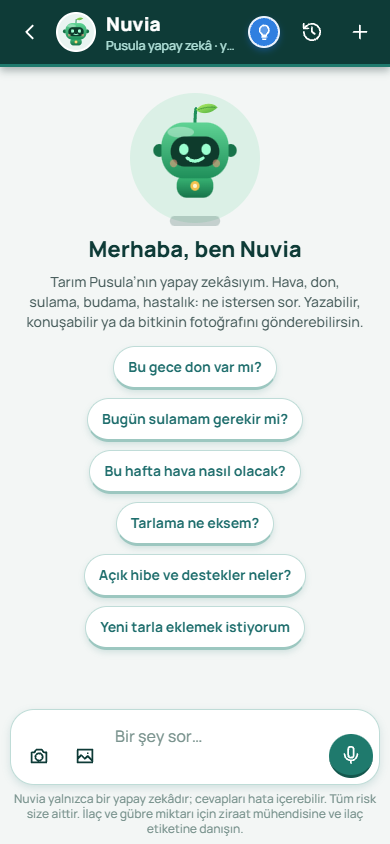 Nuvia
Pusula yapay zekâ · y...
Merhaba, ben Nuvia
Tarım Pusula'nın yapay zekâsıyım. Hava, don,
sulama, budama, hastalık: ne istersen sor. Yazabilir,
konuşabilir ya da bitkinin fotoğrafını gönderebilirsin.
Bu gece don var mı?
Bugün sulamam gerekir mi?
Bu hafta hava nasıl olacak?
Tarlama ne eksem?
Açık hibe ve destekler neler?
Yeni tarla eklemek istiyorum
Bir şey sor...
Nuvia yalnızca bir yapay zekâdır; cevapları hata içerebilir. Tüm risk
size aittir. İlaç ve gübre miktarı için ziraat mühendisine ve ilaç
etiketine danışın.